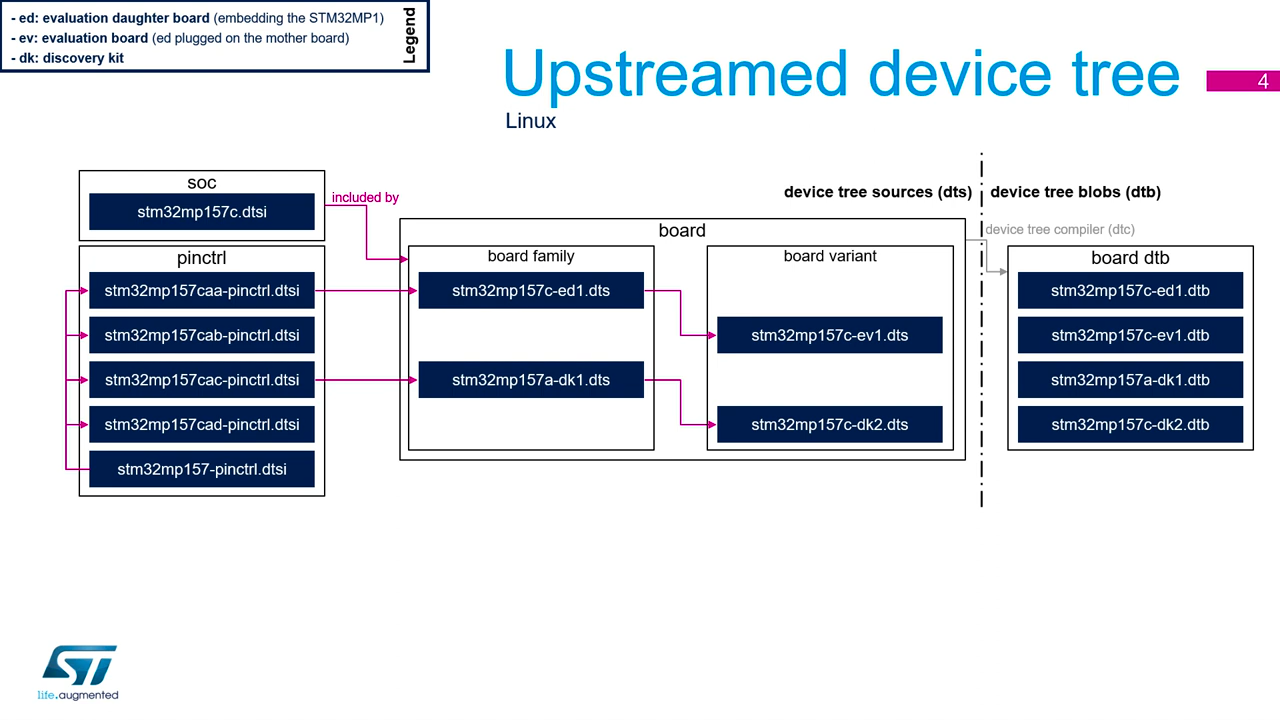 - ed: evaluation daughter board (embedding the STM32MP1)
- ev: evaluation board (ed plugged on the mother board)
- dk: discovery kit
Legend
Upstreamed device tree
4
Linux
soc
stm32mp157c.dtsi
included by
device tree sources (dts)
device tree blobs (dtb)
device tree compiler (dtc)
pinctrl
stm32mp157caa-pinctrl.dtsi
stm32mp157cab-pinctrl.dtsi
stm32mp157cac-pinctrl.dtsi
stm32mp157cad-pinctrl.dtsi
stm32mp157-pinctrl.dtsi
board
board family
stm32mp157c-ed1.dts
stm32mp157a-dk1.dts
board variant
stm32mp157c-ev1.dts
stm32mp157c-dk2.dts
board dtb
stm32mp157c-ed1.dtb
stm32mp157c-ev1.dtb
stm32mp157a-dk1.dtb
stm32mp157c-dk2.dtb
ST
life.augmented